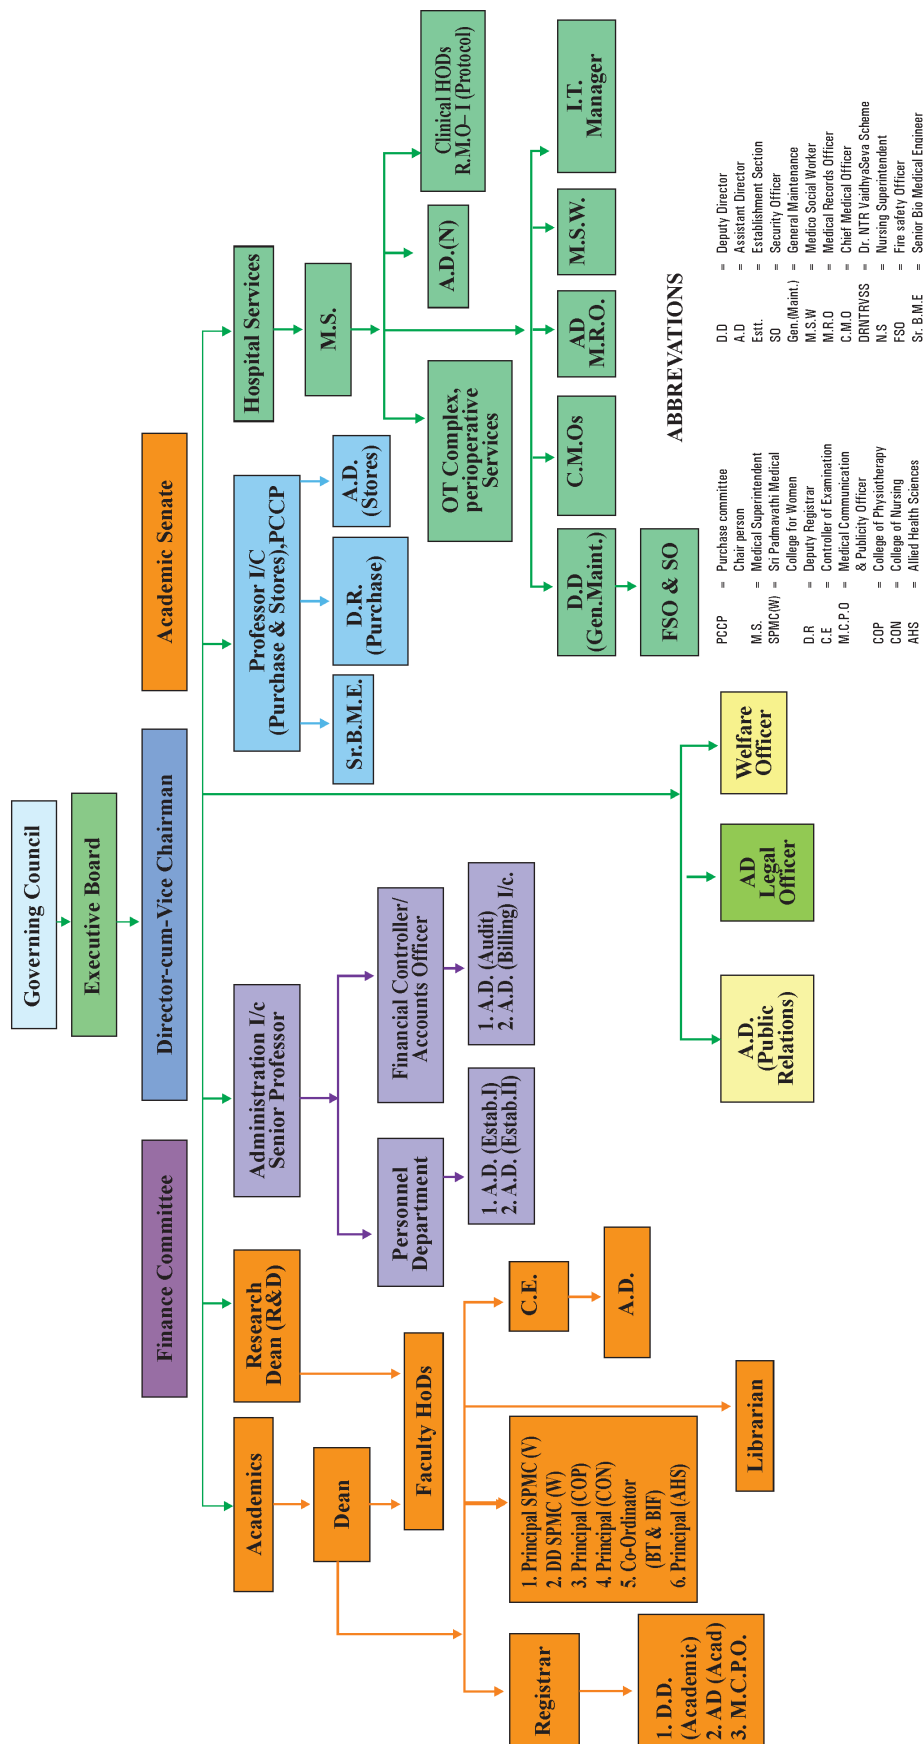 Governing Council
Executive Board
Finance Committee
Director-cum-Vice Chairman
Academic Senate
Academics
Research
Dean (R&D)
Administration I/c
Senior Professor
Professor I/C
(Purchase & Stores),PCCP
Hospital Services
Dean
M.S.
Faculty HoDs
Personnel
Department
Financial Controller/
Accounts Officer
Sr.B.M.E.
D.R.
(Purchase)
A.D.
(Stores)
OT Complex,
perioperative
Services
A.D.(N)
Clinical HODs
R.M.O–I (Protocol)
1. A.D. (Estab.I)
2. A.D. (Estab.II)
1. A.D. (Audit)
2. A.D. (Billing) I/c.
Registrar
1. Principal SPMC (V)
2. DD SPMC (W)
3. Principal (COP)
4. Principal (CON)
5. Co-Ordinator
(BT & BIF)
6. Principal (AHS)
C.E.
D.D
(Gen.Maint.)
C.M.Os
AD
M.R.O.
M.S.W.
I.T.
Manager
1. D.D.
(Academic)
2. AD (Acad)
3. M.C.P.O.
A.D.
FSO & SO
Librarian
A.D.
(Public
Relations)
AD
Legal
Officer
Welfare
Officer
ABBREVATIONS
PCCP = Purchase committee
Chair person
M.S. = Medical Superintendent
SPMC(W) = Sri Padmavathi Medical
College for Women
D.R = Deputy Registrar
C.E = Controller of Examination
M.C.P.O = Medical Communication
& Publicity Officer
COP = College of Physiotherapy
CON = College of Nursing
AHS = Allied Health Sciences
D.D = Deputy Director
A.D = Assistant Director
Estt. = Establishment Section
SO = Security Officer
Gen.(Maint.) = General Maintenance
M.S.W = Medico Social Worker
M.R.O = Medical Records Officer
C.M.O = Chief Medical Officer
DRNTRVSS = Dr. NTR VaidhyaSeva Scheme
N.S = Nursing Superintendent
FSO = Fire safety Officer
Sr. B.M.E = Senior Bio Medical Engineer